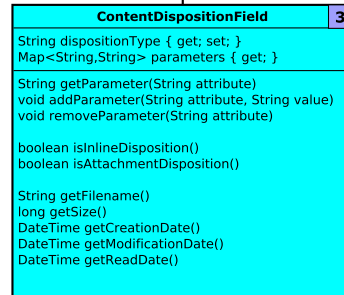 ContentDispositionField
3
String dispositionType { get; set; }
Map<String,String> parameters { get; }
String getParameter(String attribute)
void addParameter(String attribute, String value)
void removeParameter(String attribute)
boolean isInlineDisposition()
boolean isAttachmentDisposition()
String getFilename()
long getSize()
DateTime getCreationDate()
DateTime getModificationDate()
DateTime getReadDate()